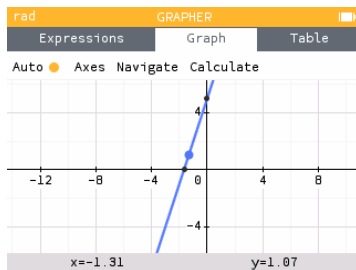 rad GRAPHER
Expressions Graph Table
Auto Axes Navigate Calculate
4
-12 -8 -4 0 4 8
-4
x=-1.31 y=1.07